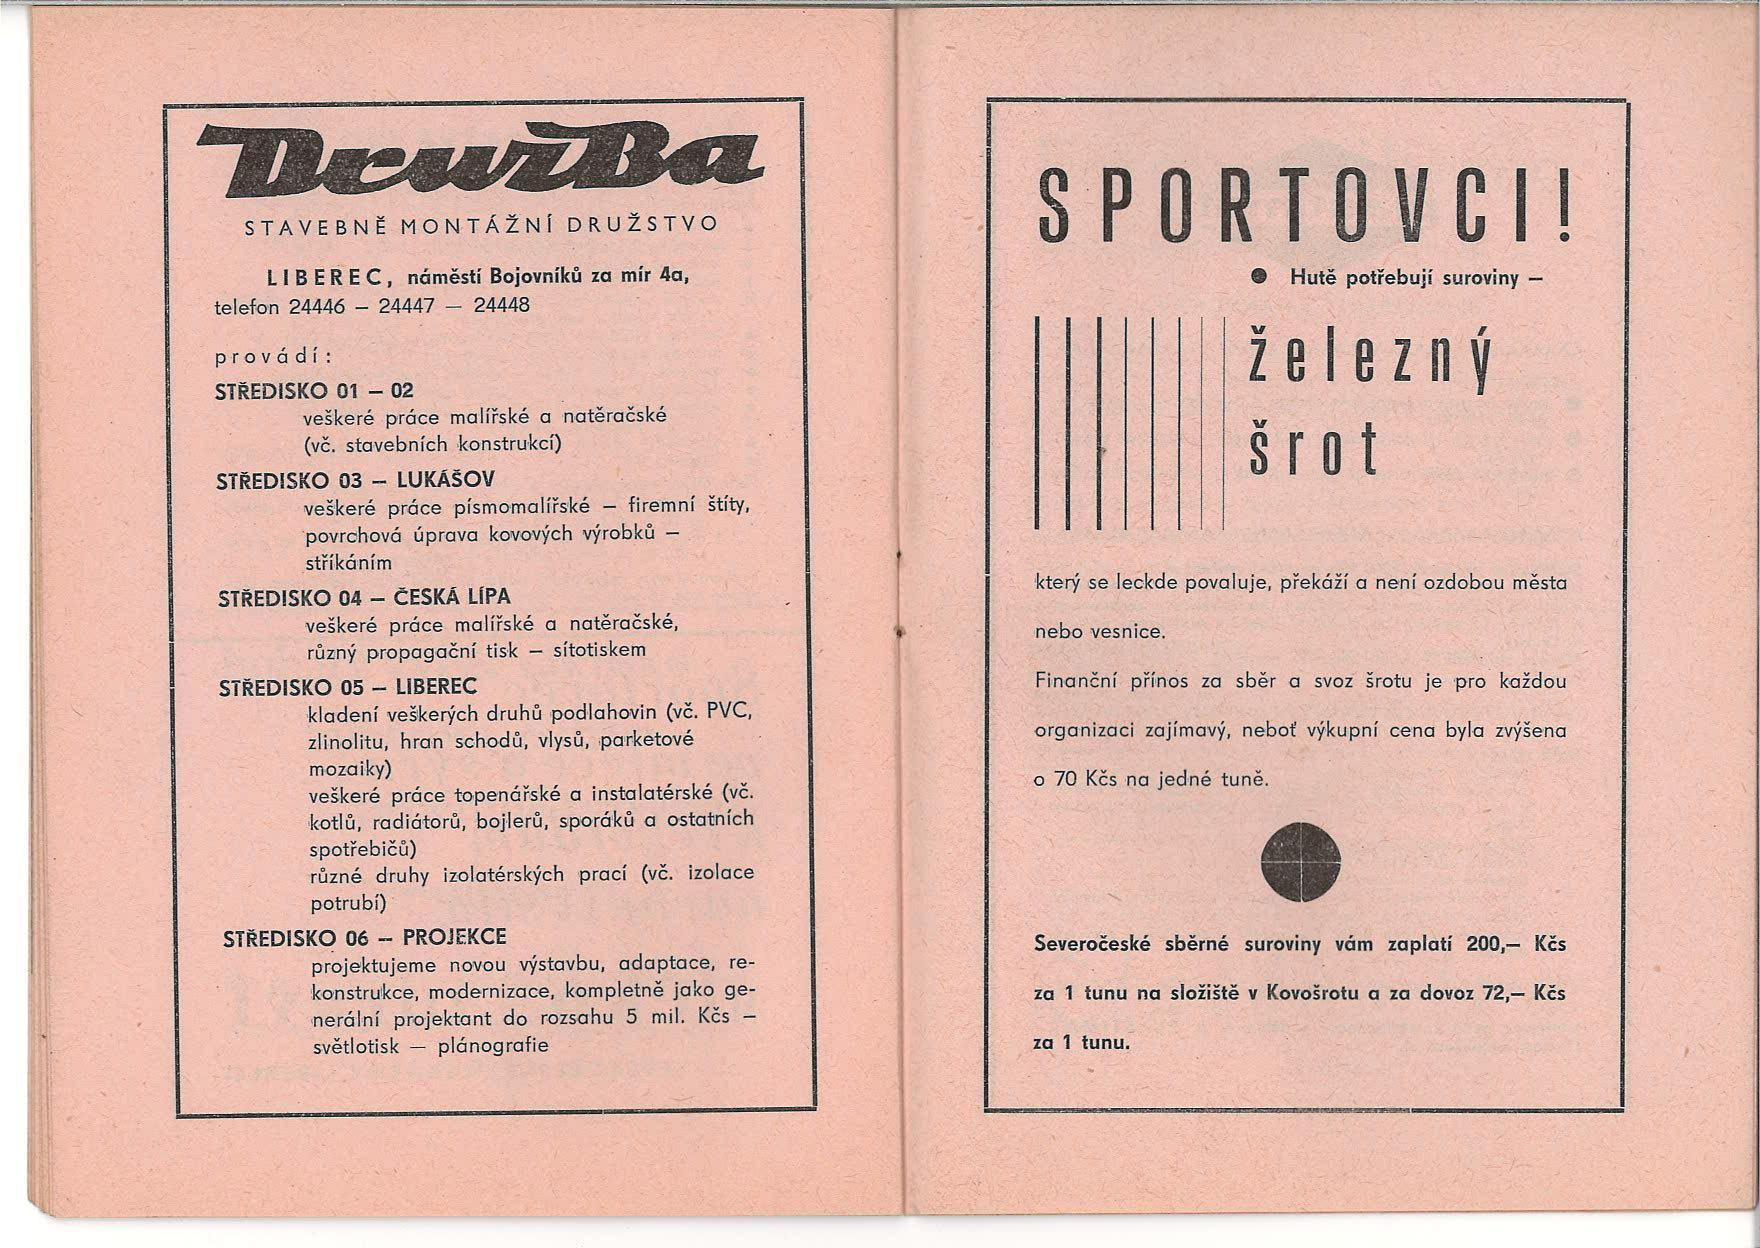 DružBa
STAVEBNĚ MONTÁŽNÍ DRUŽSTVO
LIBEREC, náměstí Bojovníků za mír 4a,
telefon 24446 – 24447 — 24448
provádí:
STŘEDISKO 01 – 02
veškeré práce malířské a natěračské
(vč. stavebních konstrukcí)
STŘEDISKO 03 – LUKÁŠOV
veškeré práce písmomalířské – firemní štíty,
povrchová úprava kovových výrobků –
stříkáním
STŘEDISKO 04 – ČESKÁ LÍPA
veškeré práce malířské a natěračské,
různý propagační tisk – sítotiskem
STŘEDISKO 05 – LIBEREC
kladení veškerých druhů podlahovin (vč. PVC,
zlinolitu, hran schodů, vlysů, parketové
mozaiky)
veškeré práce topenářské a instalatérské (vč.
kotlů, radiátorů, bojlerů, sporáků a ostatních
spotřebičů)
různé druhy izolatérských prací (vč. izolace
potrubí)
STŘEDISKO 06 – PROJEKCE
projektujeme novou výstavbu, adaptace, re-
konstrukce, modernizace, kompletně jako ge-
nerální projektant do rozsahu 5 mil. Kčs –
světlotisk — plánografie
SPORTOVCI!
● Hutě potřebují suroviny –
železný
šrot
který se leckde povaluje, překáží a není ozdobou města
nebo vesnice.
Finanční přínos za sběr a svoz šrotu je pro každou
organizaci zajímavý, neboť výkupní cena byla zvýšena
o 70 Kčs na jedné tuně.
Severočeské sběrné suroviny vám zaplatí 200,— Kčs
za 1 tunu na složiště v Kovošrotu a za dovoz 72,— Kčs
za 1 tunu.